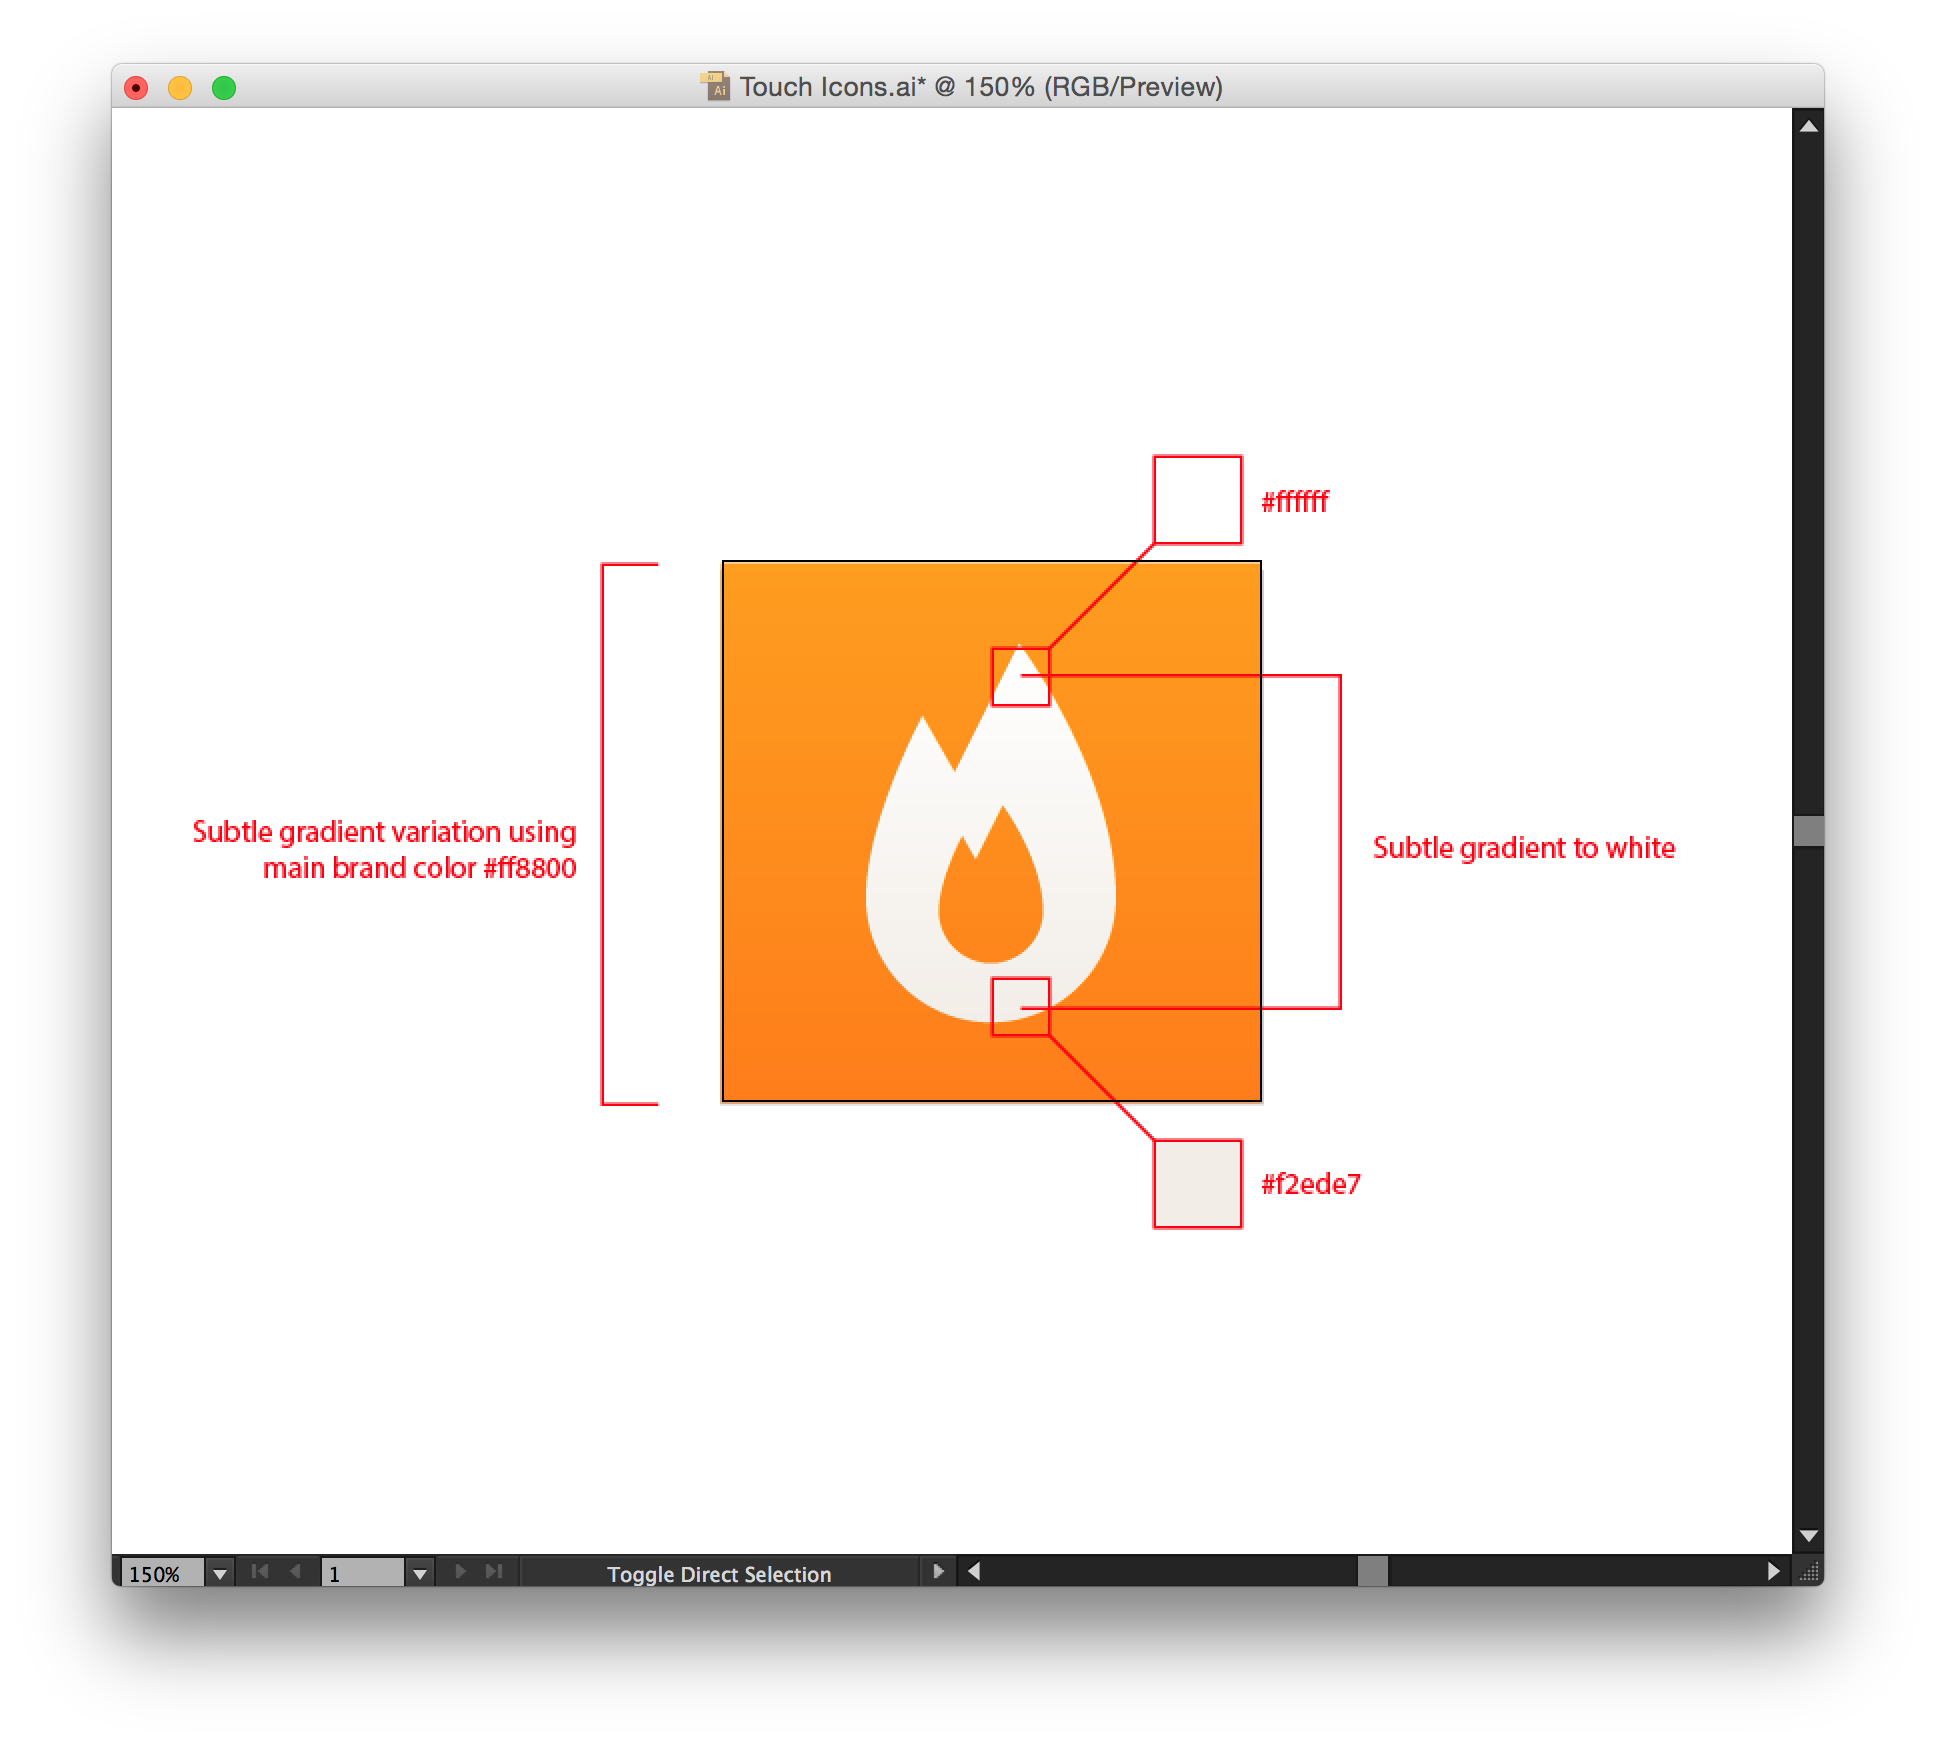 Touch Icons.ai* @ 150% (RGB/Preview)
#ffffff
Subtle gradient variation using
main brand color #ff8800
Subtle gradient to white
#f2ede7
150%
1
Toggle Direct Selection